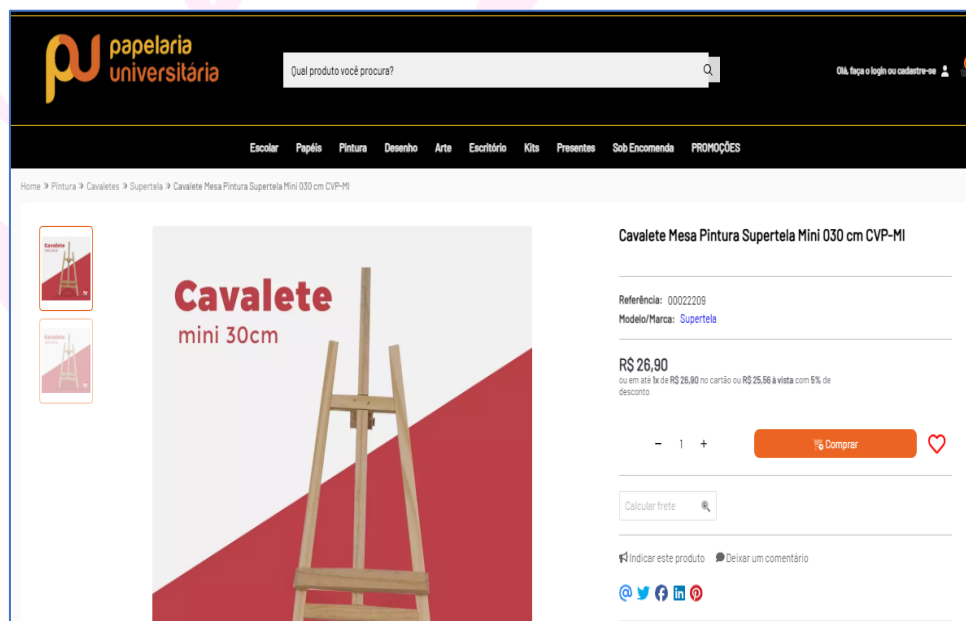 papelaria
universitária
Qual produto você procura?
Olá, faça o login ou cadastre-se
Escolar Papéis Pintura Desenho Arte Escritório Kits Presentes Sob Encomenda PROMOÇÕES
Home » Pintura » Cavaletes » Supertela » Cavalete Mesa Pintura Supertela Mini 030 cm CVP-MI
Cavalete
mini 30cm
Cavalete Mesa Pintura Supertela Mini 030 cm CVP-MI
Referência: 00022209
Modelo/Marca: Supertela
R$ 26,90
ou em até 1x de R$ 26,90 no cartão ou R$ 25,56 à vista com 5% de
desconto
− 1 + Comprar
Calcular frete
Indicar este produto Deixar um comentário